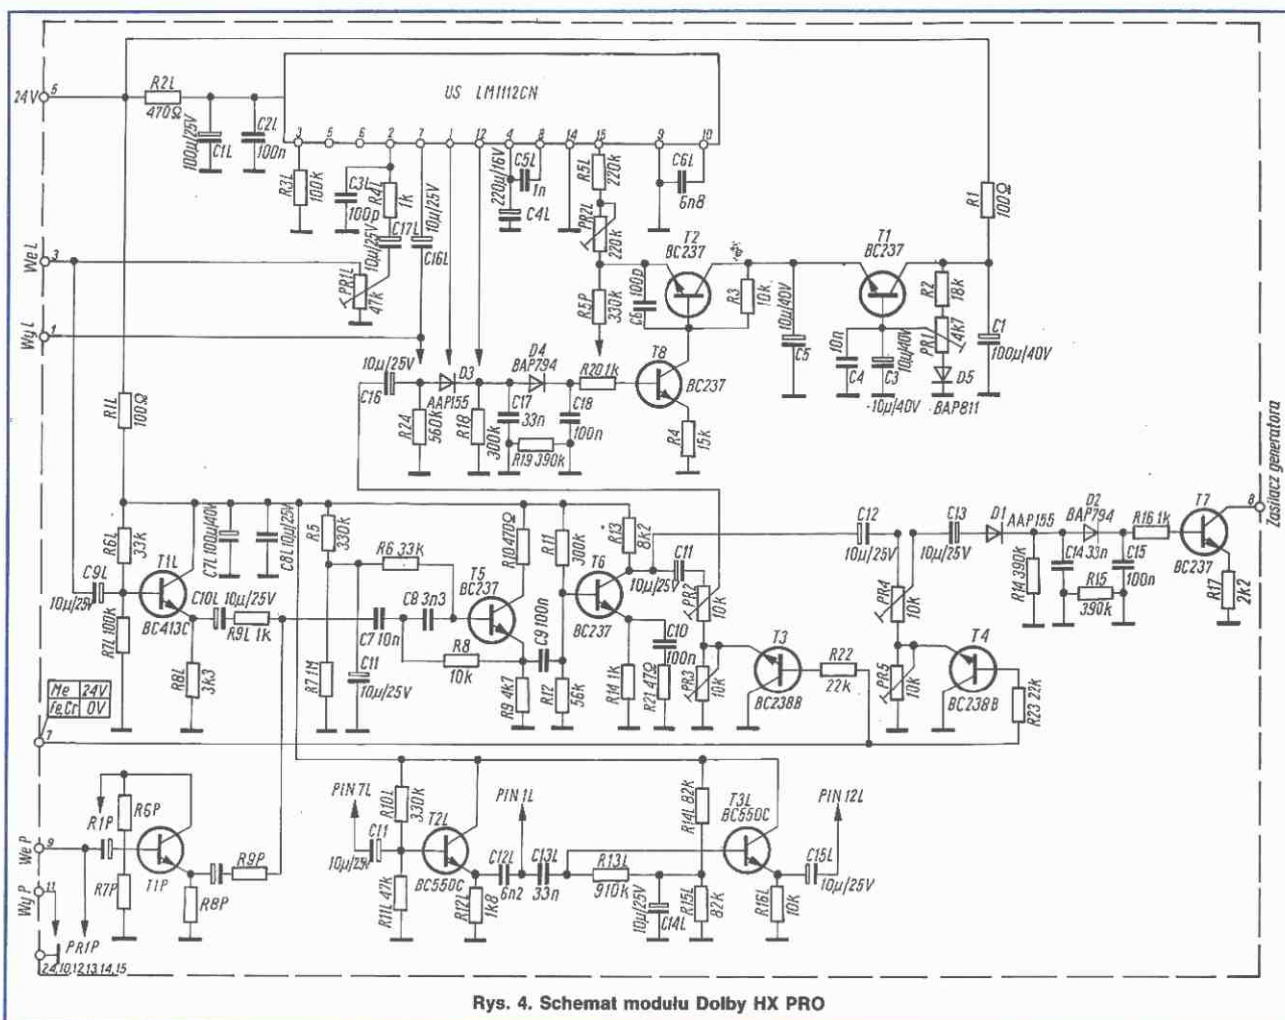 24V
5
R2L
470Ω
100µ/25V
C1L
C2L
100n
US LM1112CN
3
5
6
2
7
1
12
4
8
14
15
9
10
R3L
100k
C3L
100p
R4L
1k
C17L
10µ/25V
10µ/25V
C16L
220µ/16V
C5L
1n
C4L
R5L
220k
PR2L
220k
C6L
6n8
R1
100Ω
We L
3
PR1L
47k
Wy L
1
T2
BC237
T1
BC237
R5P
330k
C6
100p
R3
10k
10µ/40V
C5
R2
18k
PR1
4k7
C1
100µ/40V
10n
C4
10µ/40V
C3
-10µ/40V
D5
BAP811
10µ/25V
C16
D3
AAP155
D4
BAP794
R20 1k
T8
BC237
R24
560k
R18
300k
C17
33n
C18
100n
R19 390k
R4
15k
R1L
100Ω
Zasilacz generatora
R6L
33k
C7L 100µ/40V
C8L 10µ/25V
R5
330k
R6 33k
R10 470Ω
R11
300k
R3
8k2
C12
10µ/25V
C13
10µ/25V
D1
AAP155
D2
BAP794
R16 1k
T7
8
BC237
C9L
10µ/25V
T1L
BC413C
C10L
10µ/25V
R9L 1k
C7 10n
C8 3n3
T5
BC237
T6
BC237
C11
10µ/25V
PR2
10k
PR4
10k
R14 390k
C14 33n
R15
390k
C15
100n
R17
2k2
R7L 100k
R8L
3k3
R7 1M
C11
10µ/25V
R8
10k
R9 4k7
C9 100n
R12
56k
R14 1k
C10
100n
R21 47Ω
PR3
10k
T3
BC238B
R22
22k
PR5
10k
T4
BC238B
R23 22k
Me 24V
Fe,Cr 0V
7
R1P
R6P
We P
9
R7P
T1P
R9P
R8P
Wy P
11
PR1P
2,4,10,12,13,14,15
PIN 7L
R10L
330k
C11
10µ/25V
T2L
BC550C
R11L 47k
R12L
1k8
C12L
6n2
PIN 1L
C13L
33n
R13L
910k
R14L 82k
T3L
BC550C
PIN 12L
10µ/25V
C14L
R15L
82k
R16L
10k
C15L
10µ/25V
Rys. 4. Schemat modułu Dolby HX PRO